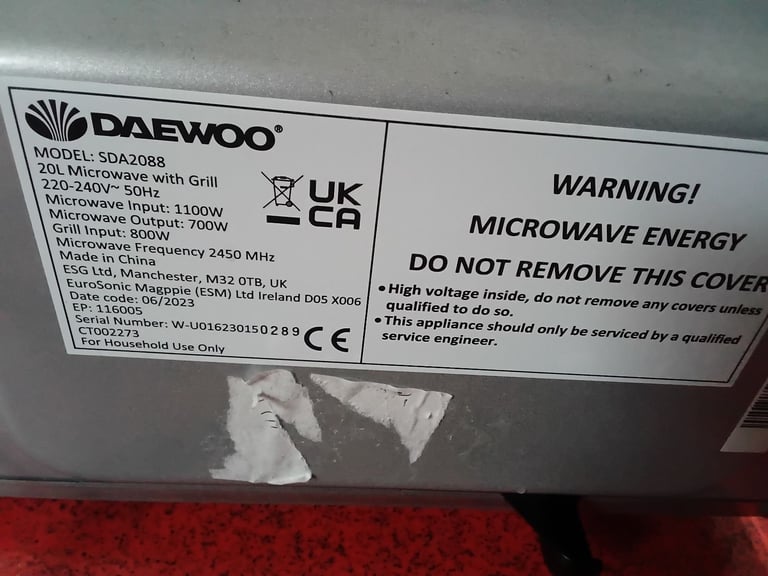 DAEWOO®
MODEL: SDA2088
20L Microwave with Grill
220-240V~ 50Hz
Microwave Input: 1100W
Microwave Output: 700W
Grill Input: 800W
Microwave Frequency 2450 MHz
Made in China
ESG Ltd, Manchester, M32 0TB, UK
EuroSonic Magppie (ESM) Ltd Ireland D05 X006
Date code: 06/2023
EP: 116005
Serial Number: W-U016230150289
CT002273
For Household Use Only
UK
CA
CE
WARNING!
MICROWAVE ENERGY
DO NOT REMOVE THIS COVER
•High voltage inside, do not remove any covers unless
qualified to do so.
•This appliance should only be serviced by a qualified
service engineer.